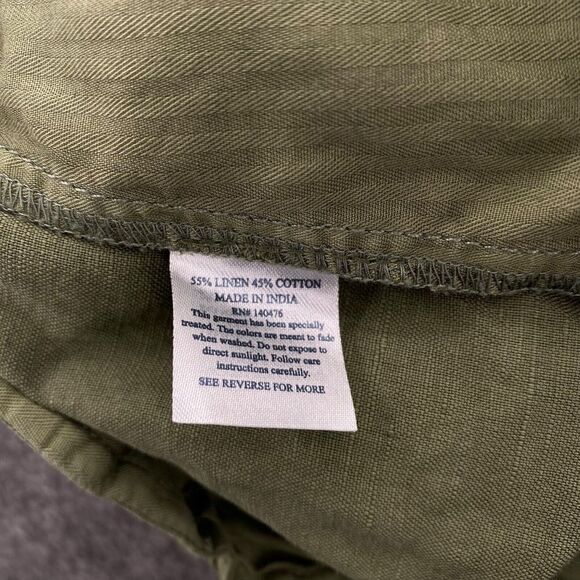 55% LINEN 45% COTTON
MADE IN INDIA
RN# 140476
This garment has been specially
treated. The colors are meant to fade
when washed. Do not expose to
direct sunlight. Follow care
instructions carefully.
SEE REVERSE FOR MORE